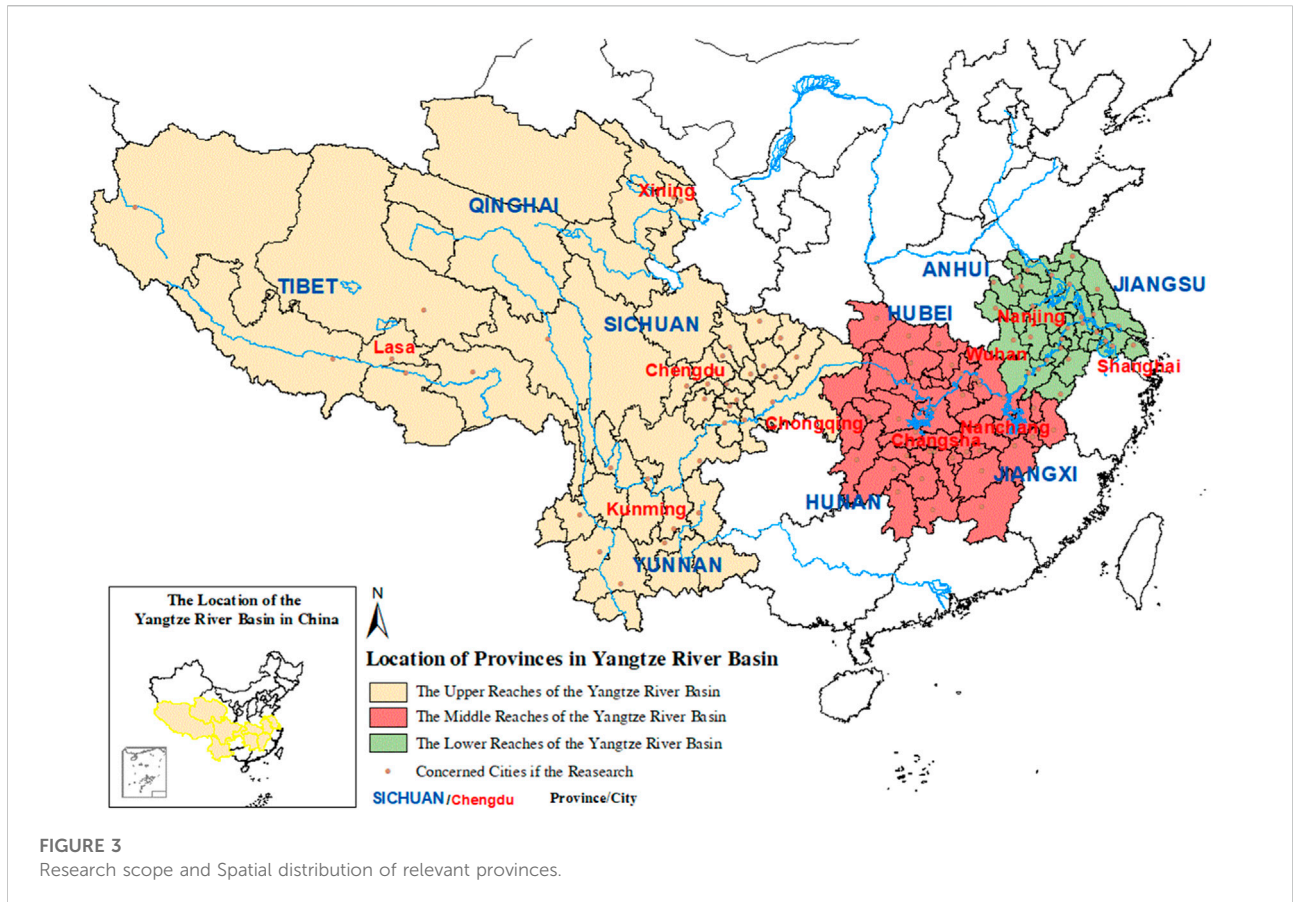 Xining
QINGHAI
ANHUI
TIBET
JIANGSU
HUBEI
Nanjing
SICHUAN
Lasa
Wuhan
Chengdu
Shanghai
Chongqing
Nanchang
Changsha
JIANGXI
HUNAN
Kunming
YUNNAN
The Location of the
Yangtze River Basin in China
N
Location of Provinces in Yangtze River Basin
The Upper Reaches of the Yangtze River Basin
The Middle Reaches of the Yangtze River Basin
The Lower Reaches of the Yangtze River Basin
Concerned Cities if the Reasearch
SICHUAN/Chengdu Province/City
FIGURE 3
Research scope and Spatial distribution of relevant provinces.